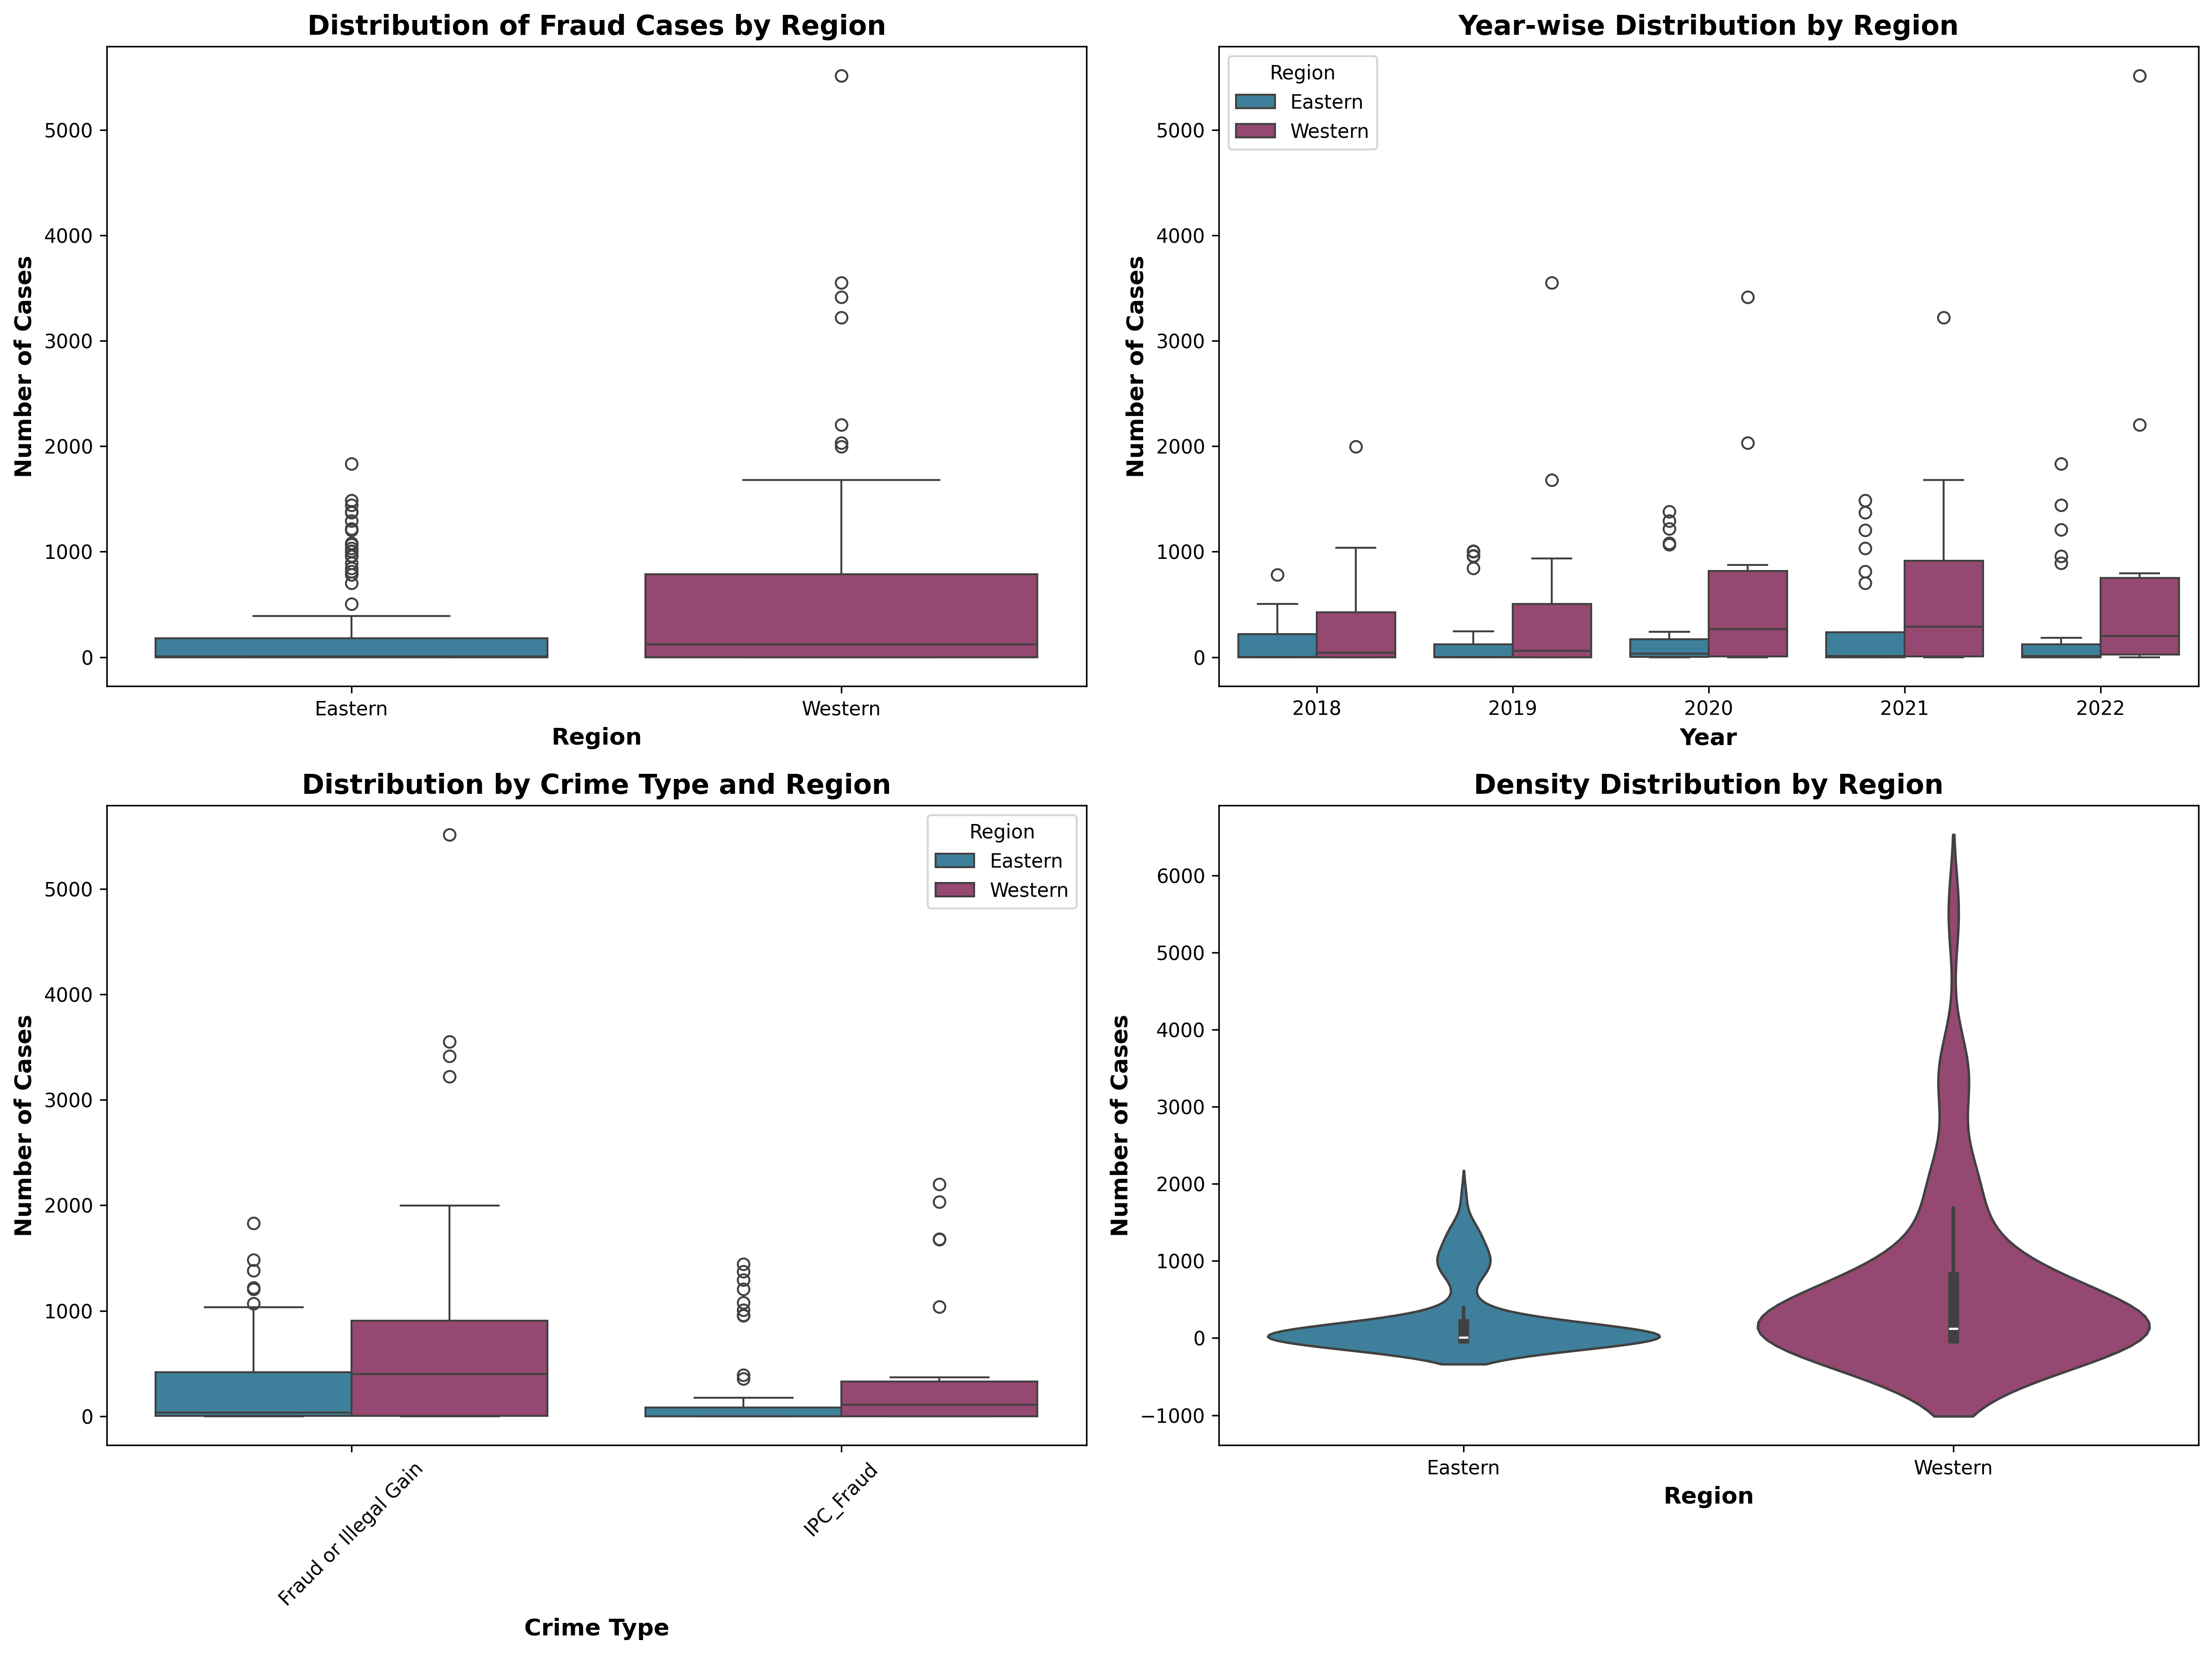 Distribution of Fraud Cases by Region
Number of Cases
5000
4000
3000
2000
1000
0
Eastern
Western
Region
Year-wise Distribution by Region
Region
Eastern
Western
Number of Cases
5000
4000
3000
2000
1000
0
2018
2019
2020
2021
2022
Year
Distribution by Crime Type and Region
Region
Eastern
Western
Number of Cases
5000
4000
3000
2000
1000
0
Fraud or Illegal Gain
IPC_Fraud
Crime Type
Density Distribution by Region
Number of Cases
6000
5000
4000
3000
2000
1000
0
−1000
Eastern
Western
Region